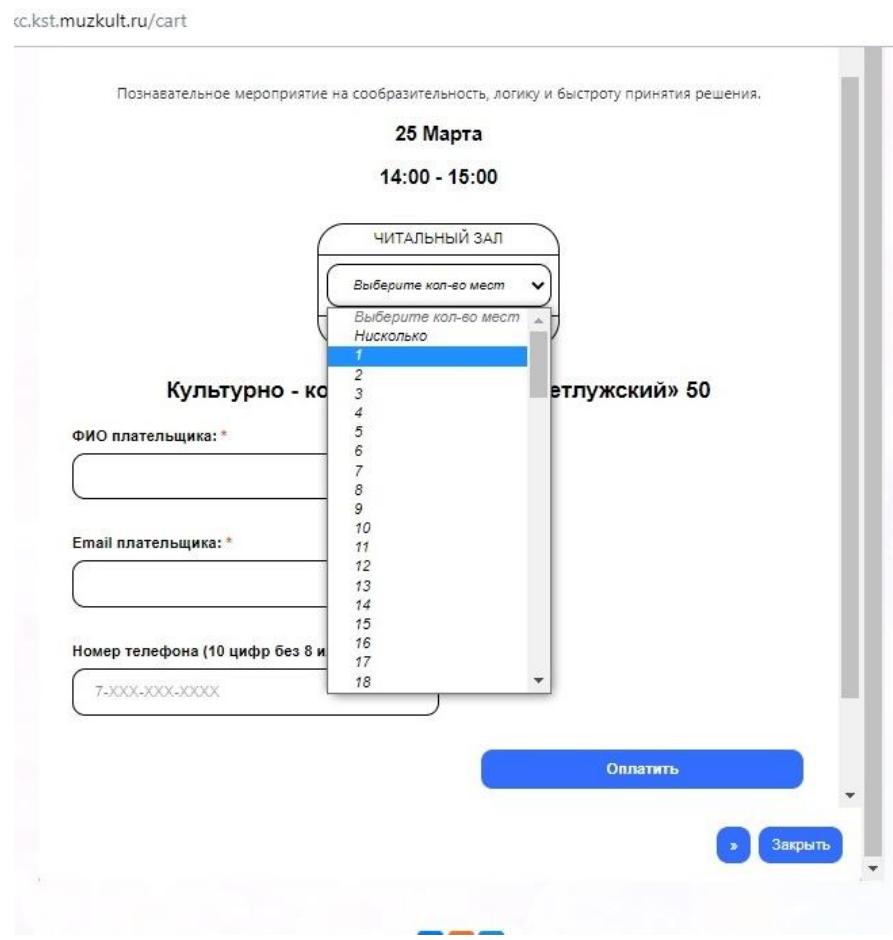 кс.kst.muzkult.ru/cart
Познавательное мероприятие на сообразительность, логику и быстроту принятия решения.
25 Марта
14:00 - 15:00
ЧИТАЛЬНЫЙ ЗАЛ
Выберите кол-во мест
Выберите кол-во мест
Нисколько
1
2
3
4
5
6
7
8
9
10
11
12
13
14
15
16
17
18
Культурно - ко етлужский» 50
ФИО плательщика: *
Email плательщика: *
Номер телефона (10 цифр без 8 и
7-XXX-XXX-XXXX
Оплатить
»
Закрыть